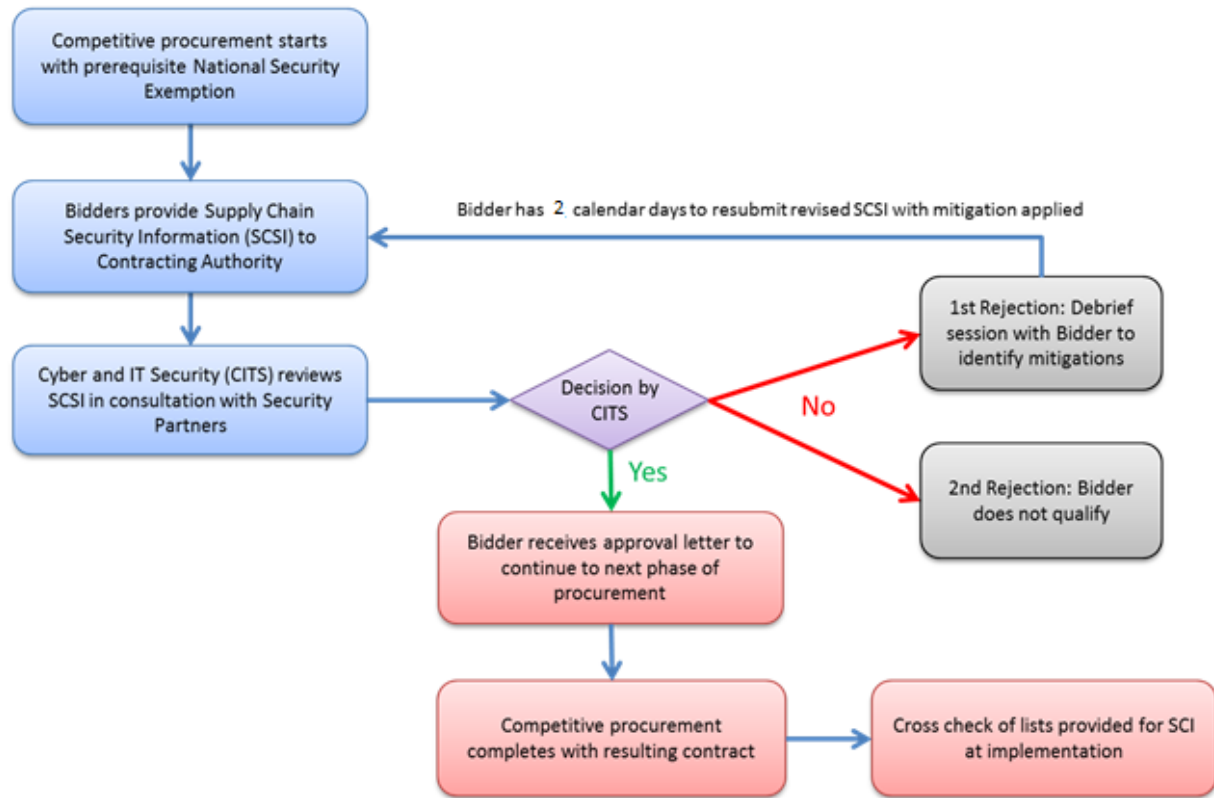 Competitive procurement starts
with prerequisite National Security
Exemption
Bidders provide Supply Chain
Security Information (SCSI) to
Contracting Authority
Bidder has 2 calendar days to resubmit revised SCSI with mitigation applied
1st Rejection: Debrief
session with Bidder to
identify mitigations
Cyber and IT Security (CITS) reviews
SCSI in consultation with Security
Partners
Decision by
CITS
No
Yes
2nd Rejection: Bidder
does not qualify
Bidder receives approval letter to
continue to next phase of
procurement
Competitive procurement
completes with resulting contract
Cross check of lists provided for SCI
at implementation